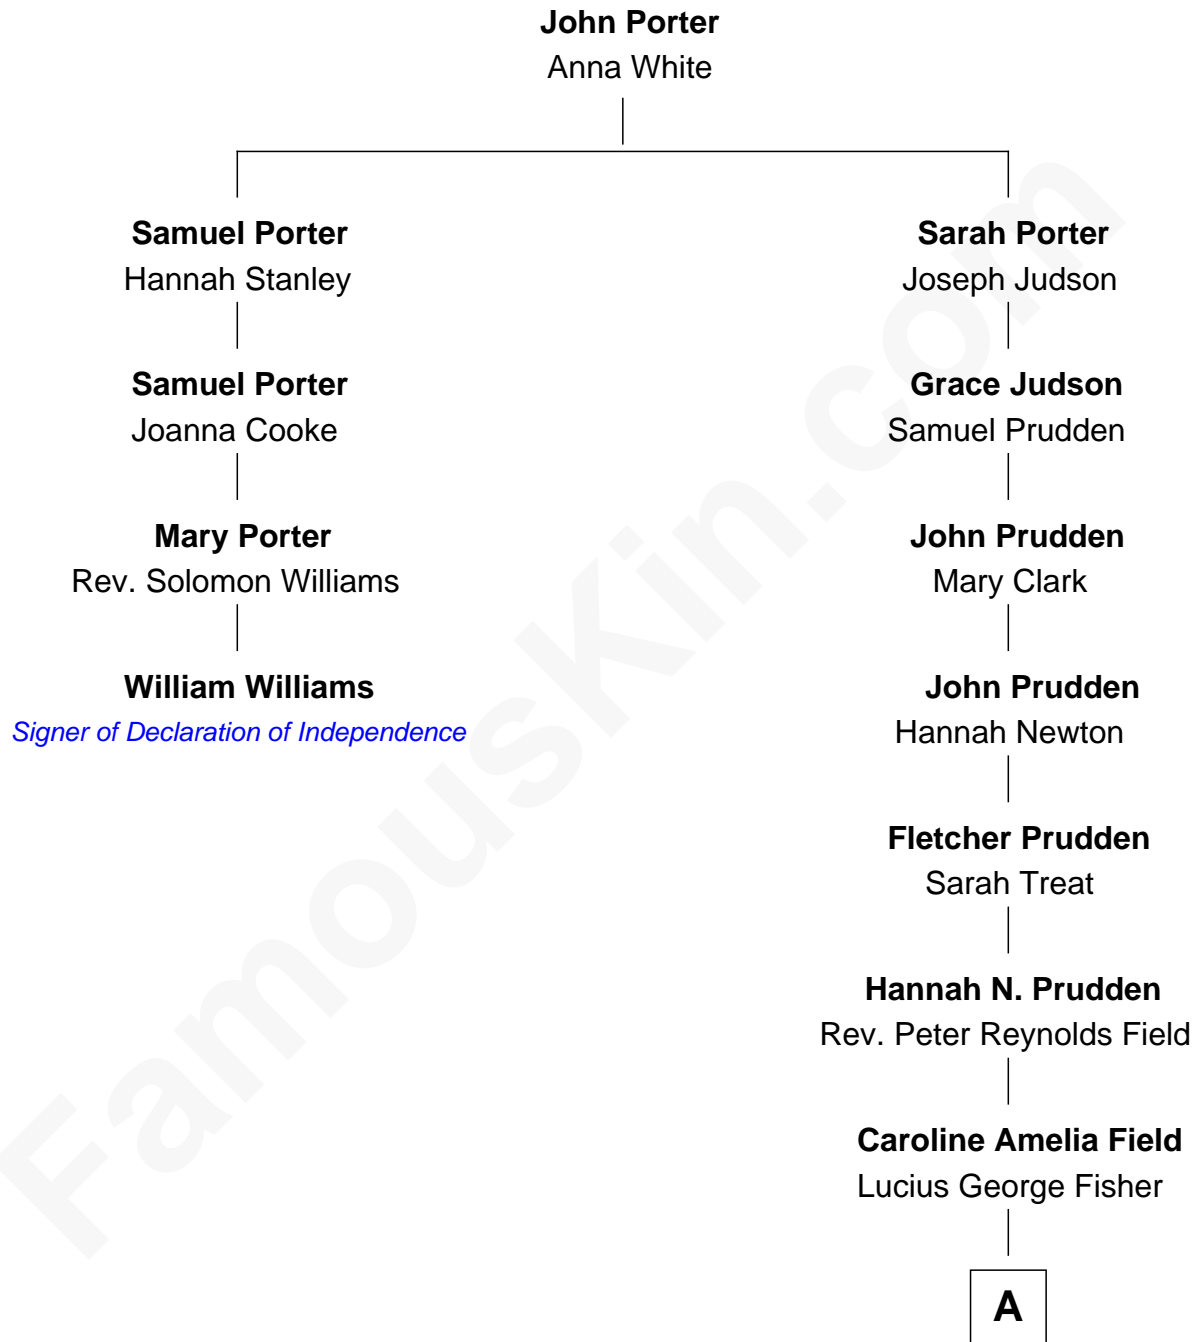 John Porter
Anna White
Samuel Porter
Hannah Stanley
Samuel Porter
Joanna Cooke
Mary Porter
Rev. Solomon Williams
William Williams
Signer of Declaration of Independence
Sarah Porter
Joseph Judson
Grace Judson
Samuel Prudden
John Prudden
Mary Clark
John Prudden
Hannah Newton
Fletcher Prudden
Sarah Treat
Hannah N. Prudden
Rev. Peter Reynolds Field
Caroline Amelia Field
Lucius George Fisher
A
FamousKin.com